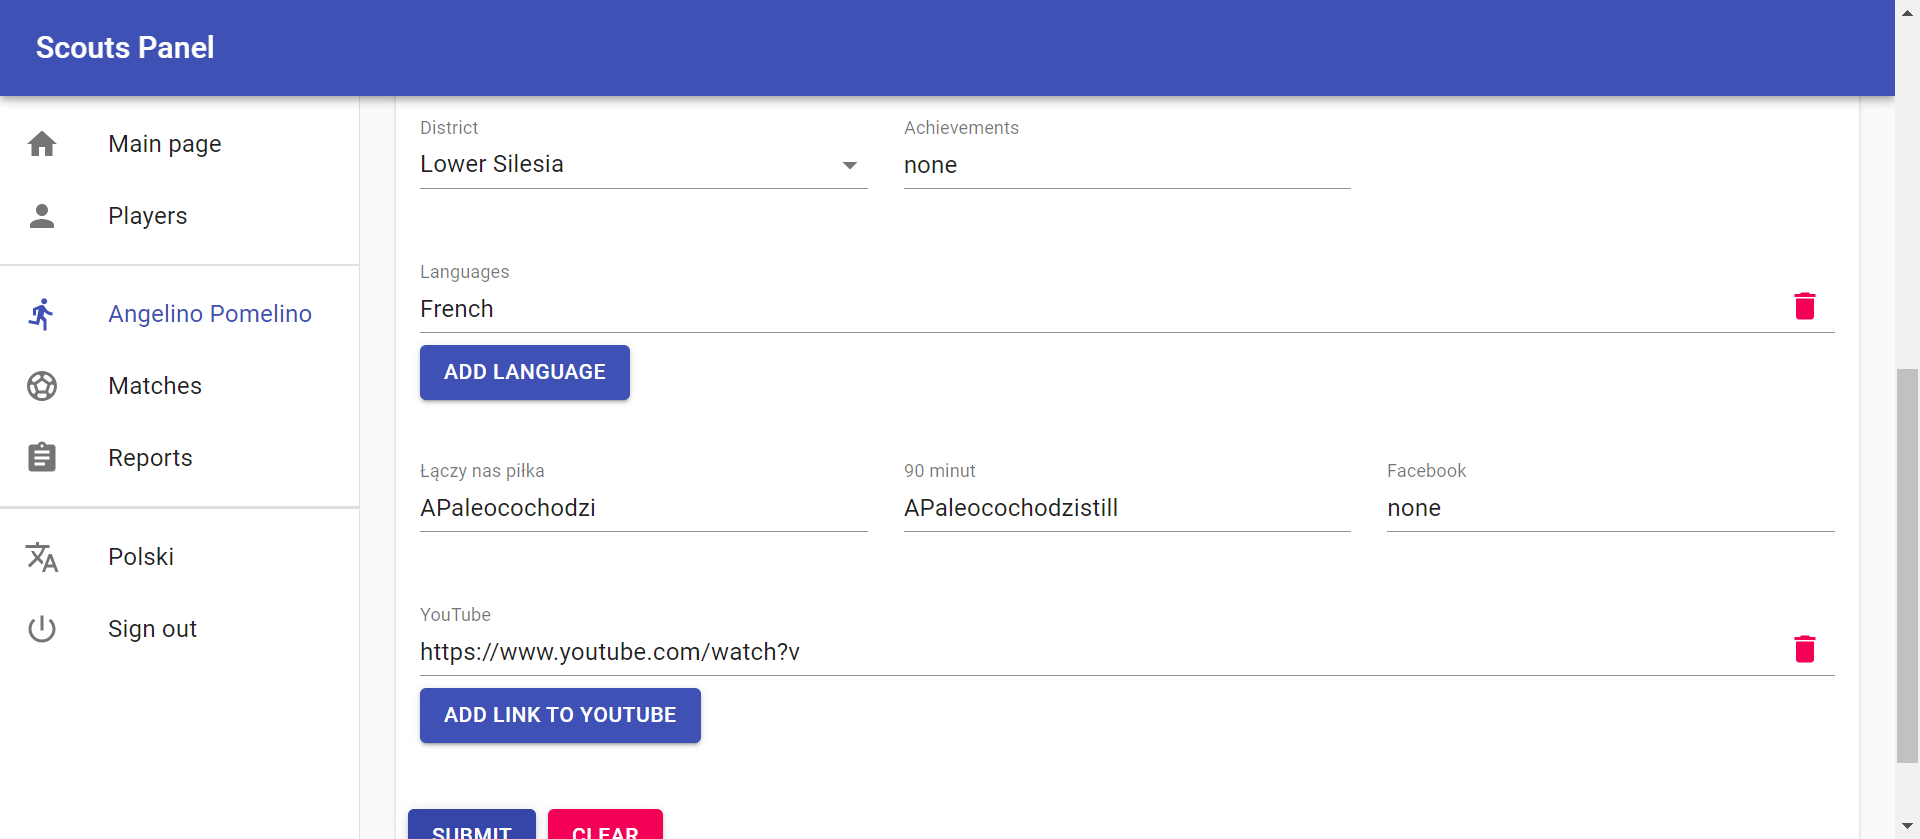 Scouts Panel
Main page
Players
Angelino Pomelino
Matches
Reports
Polski
Sign out
District
Lower Silesia
Achievements
none
Languages
French
ADD LANGUAGE
Łączy nas piłka
APaleocochodzi
90 minut
APaleocochodzistill
Facebook
none
YouTube
https://www.youtube.com/watch?v
ADD LINK TO YOUTUBE
SUBMIT
CLEAR